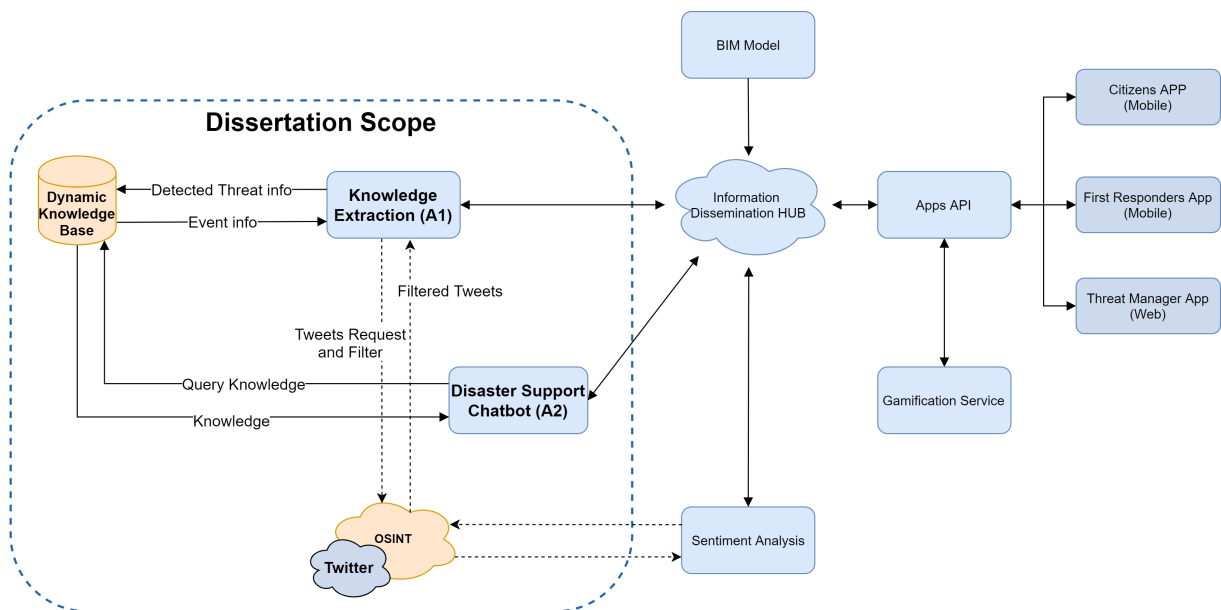 BIM Model
Dissertation Scope
Citizens APP
(Mobile)
Dynamic
Knowledge
Base
Detected Threat info
Event info
Knowledge
Extraction (A1)
Information
Dissemination HUB
Apps API
First Responders App
(Mobile)
Filtered Tweets
Tweets Request
and Filter
Threat Manager App
(Web)
Query Knowledge
Knowledge
Disaster Support
Chatbot (A2)
Gamification Service
OSINT
Twitter
Sentiment Analysis